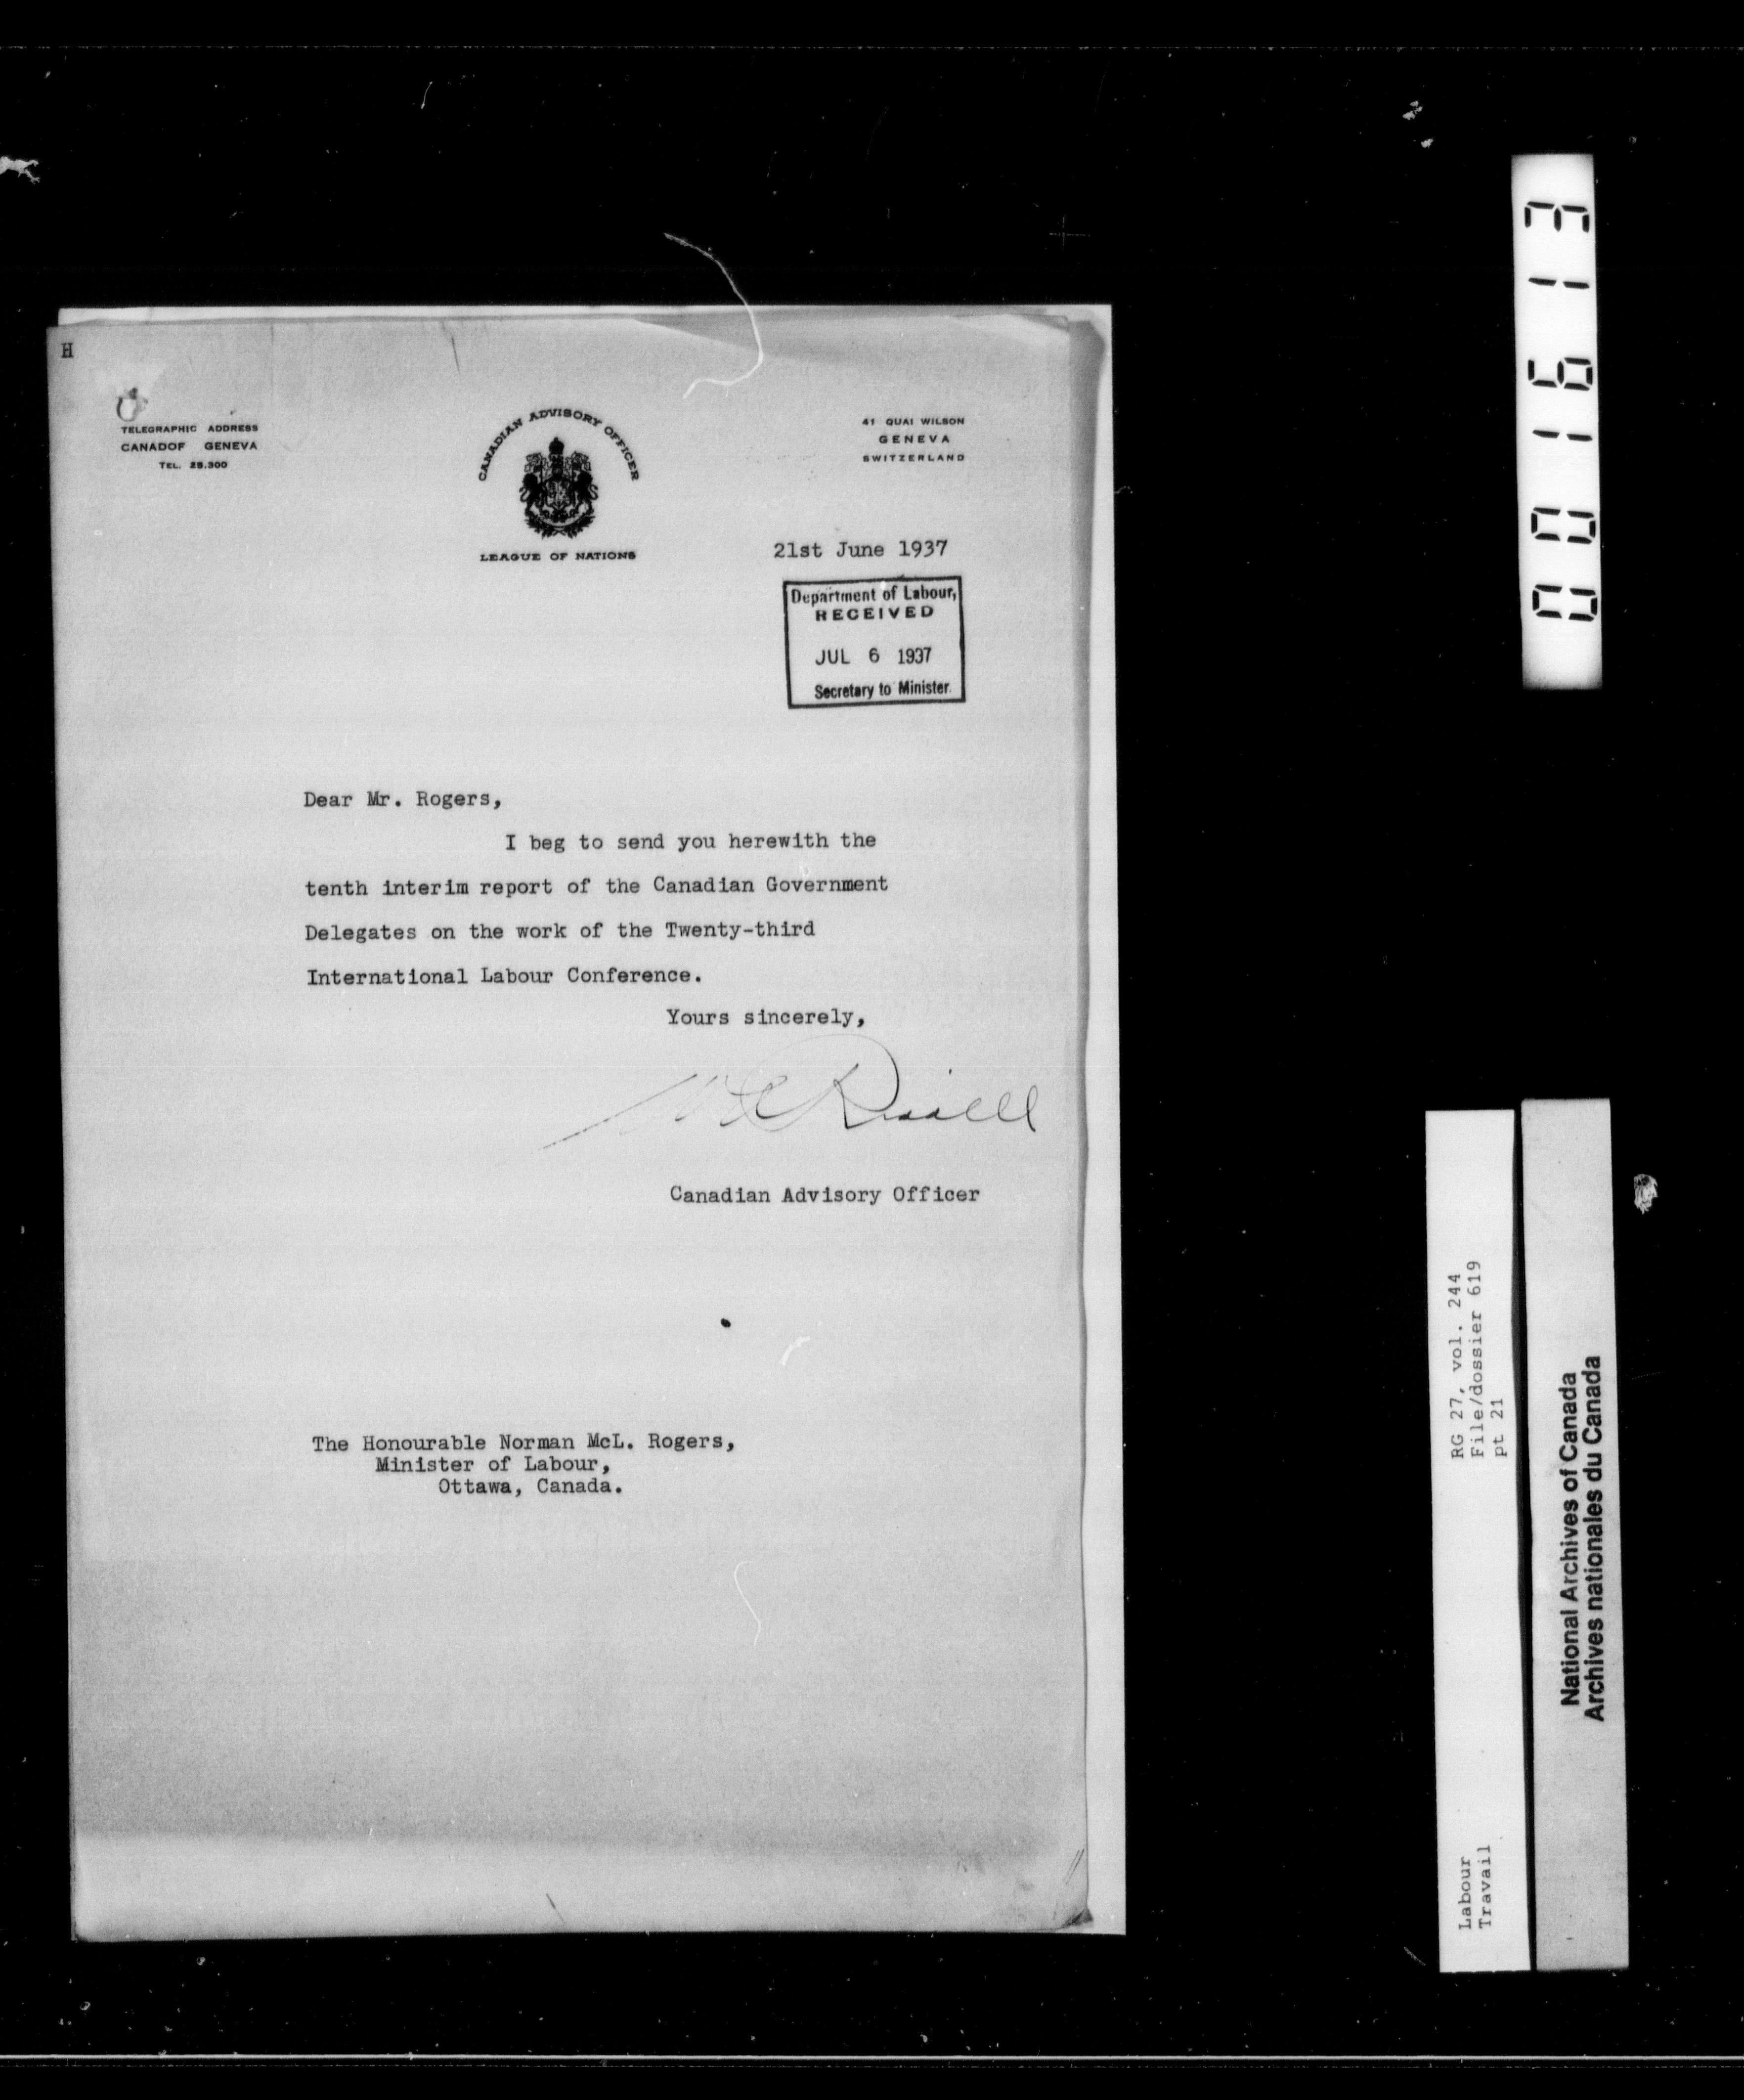 H
TELEGRAPHIC ADDRESS
CANADOF GENEVA
TEL. 25.300
CANADIAN ADVISORY OFFICER
LEAGUE OF NATIONS
41 QUAI WILSON
GENEVA
SWITZERLAND
21st June 1937
Department of Labour,
RECEIVED
JUL 6 1937
Secretary to Minister.
Dear Mr. Rogers,
I beg to send you herewith the
tenth interim report of the Canadian Government
Delegates on the work of the Twenty-third
International Labour Conference.
Yours sincerely,
W A Riddell
Canadian Advisory Officer
The Honourable Norman McL. Rogers,
Minister of Labour,
Ottawa, Canada.
001613
RG 27, vol. 244
File/dossier 619
pt 21
Labour
Travail
National Archives of Canada
Archives nationales du Canada